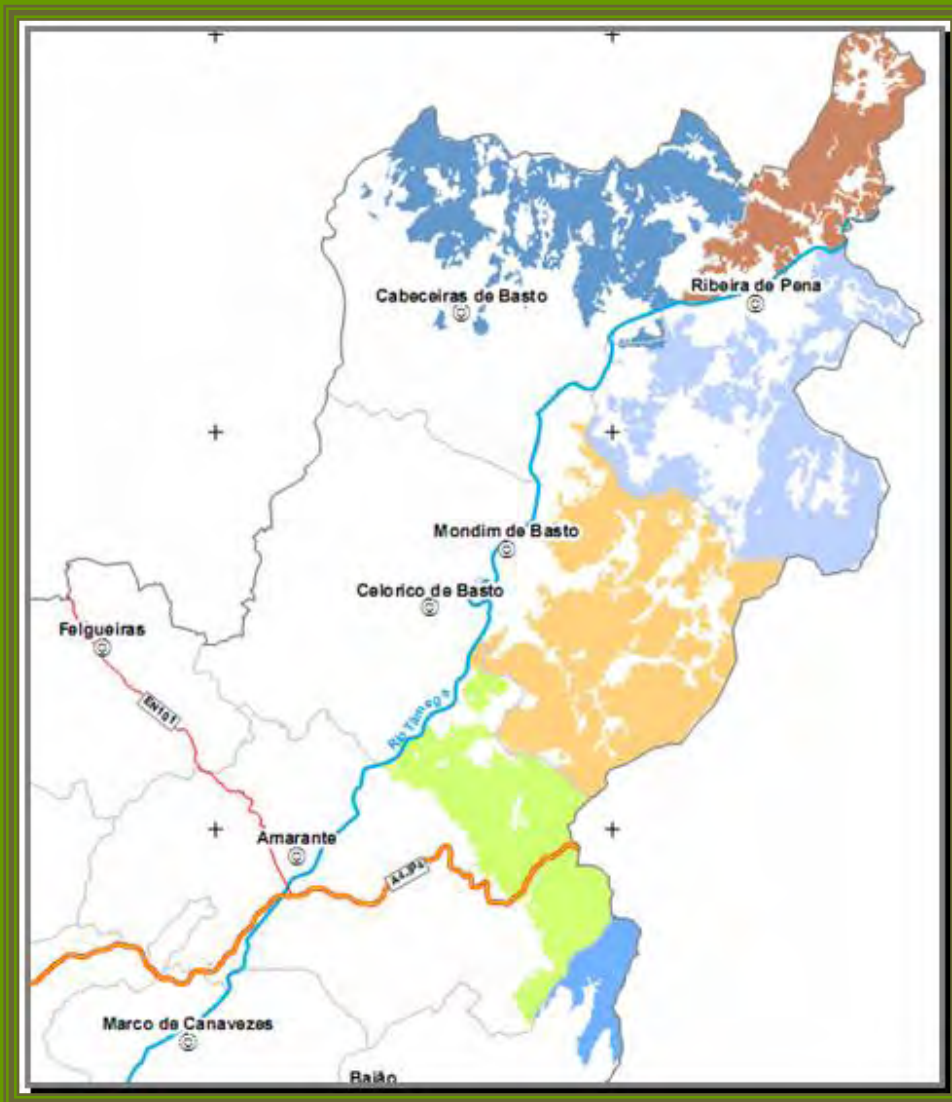 Ribeira de Pena
Cabeceiras de Basto
Mondim de Basto
Celorico de Basto
Felgueiras
EN101
Rio Tâmega
Amarante
A4-IP4
Marco de Canavezes
Baião